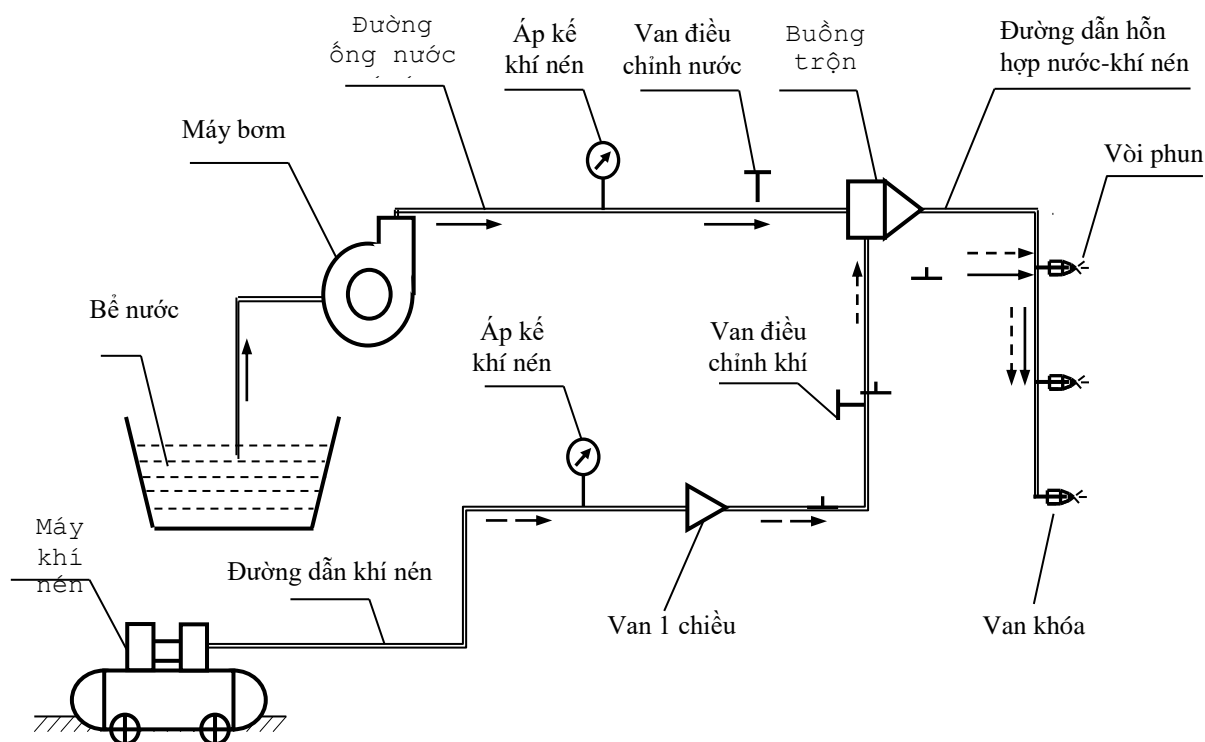 Đường
ống nước
Áp kế
khí nén
Van điều
chỉnh nước
Buồng
trộn
Đường dẫn hỗn
hợp nước-khí nén
Máy bơm
Vòi phun
Bể nước
Áp kế
khí nén
Van điều
chỉnh khí
Máy
khí
nén
Đường dẫn khí nén
Van 1 chiều
Van khóa